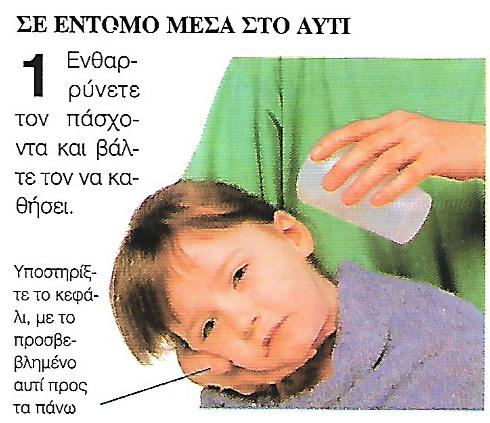 ΣΕ ΕΝΤΟΜΟ ΜΕΣΑ ΣΤΟ ΑΥΤΙ
1 Ενθαρ-
ρύνετε
τον πάσχο-
ντα και βάλ-
τε τον να κα-
θήσει.
Υποστηρίξ-
τε το κεφά-
λι, με το
προσβε-
βλημένο
αυτί προς
τα πάνω